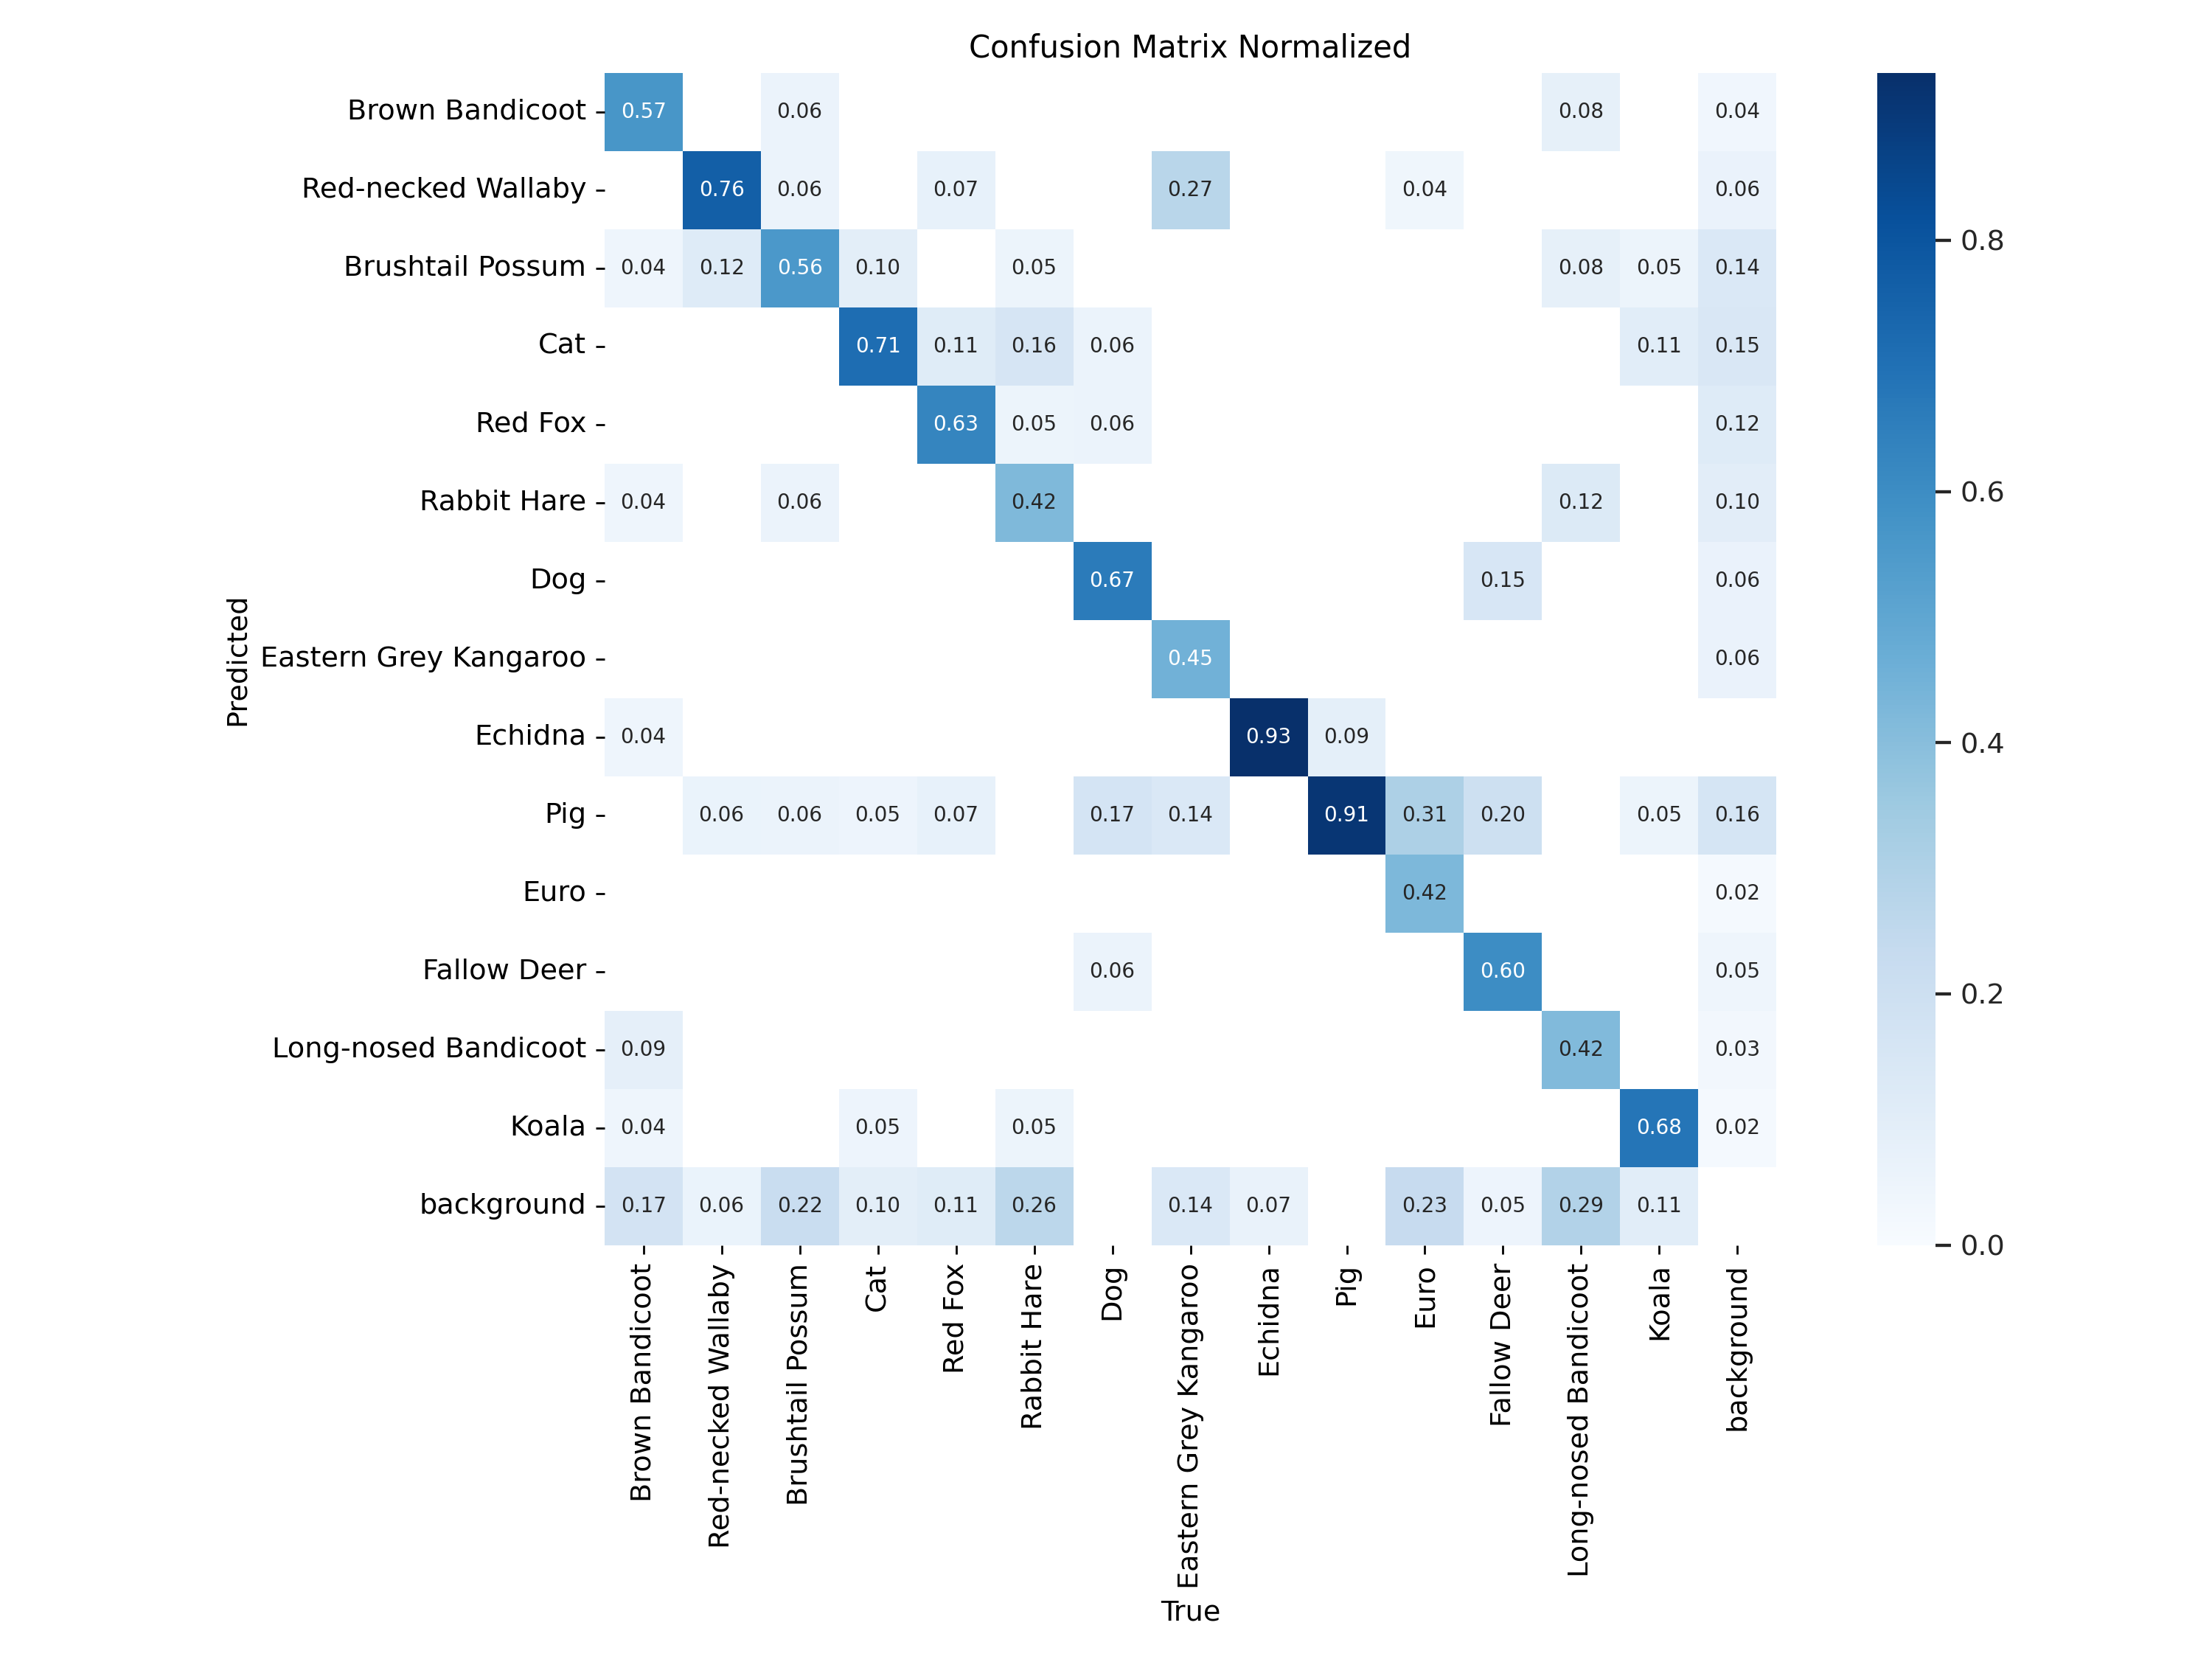 Confusion Matrix Normalized
Brown Bandicoot 0.57 0.06 0.08 0.04
Red-necked Wallaby 0.76 0.06 0.07 0.27 0.04 0.06
Brushtail Possum 0.04 0.12 0.56 0.10 0.05 0.08 0.05 0.14
Cat 0.71 0.11 0.16 0.06 0.11 0.15
Red Fox 0.63 0.05 0.06 0.12
Rabbit Hare 0.04 0.06 0.42 0.12 0.10
Dog 0.67 0.15 0.06
Eastern Grey Kangaroo 0.45 0.06
Echidna 0.04 0.93 0.09
Pig 0.06 0.06 0.05 0.07 0.17 0.14 0.91 0.31 0.20 0.05 0.16
Euro 0.42 0.02
Fallow Deer 0.06 0.60 0.05
Long-nosed Bandicoot 0.09 0.42 0.03
Koala 0.04 0.05 0.05 0.68 0.02
background 0.17 0.06 0.22 0.10 0.11 0.26 0.14 0.07 0.23 0.05 0.29 0.11
Predicted
Brown Bandicoot
Red-necked Wallaby
Brushtail Possum
Cat
Red Fox
Rabbit Hare
Dog
Eastern Grey Kangaroo
Echidna
Pig
Euro
Fallow Deer
Long-nosed Bandicoot
Koala
background
True
0.8
0.6
0.4
0.2
0.0